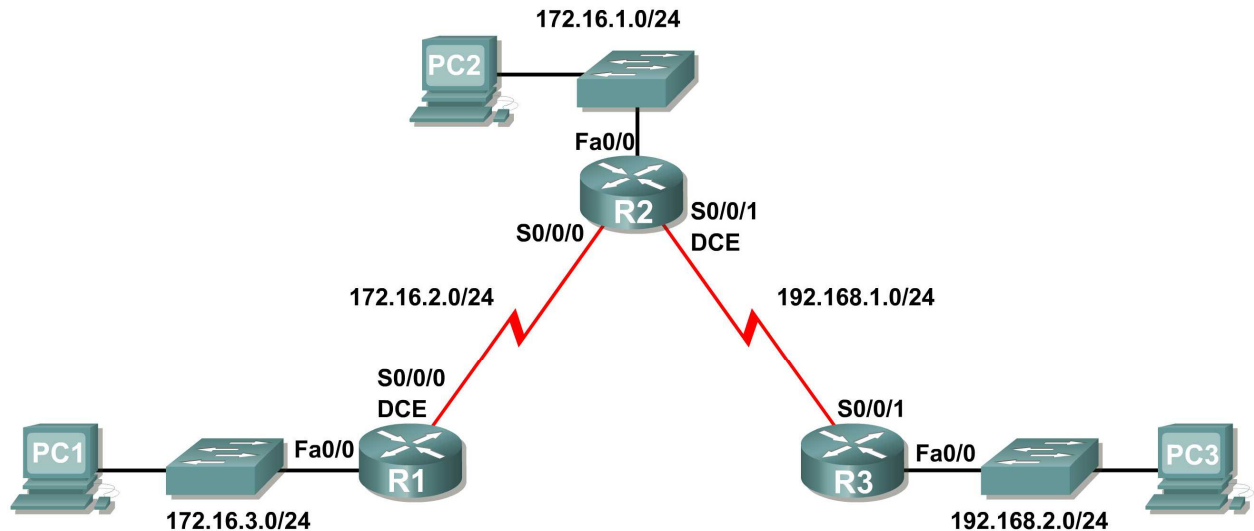 172.16.1.0/24
PC2
Fa0/0
R2
S0/0/1
DCE
S0/0/0
172.16.2.0/24
192.168.1.0/24
S0/0/0
DCE
S0/0/1
PC1
Fa0/0
R1
R3
Fa0/0
PC3
172.16.3.0/24
192.168.2.0/24